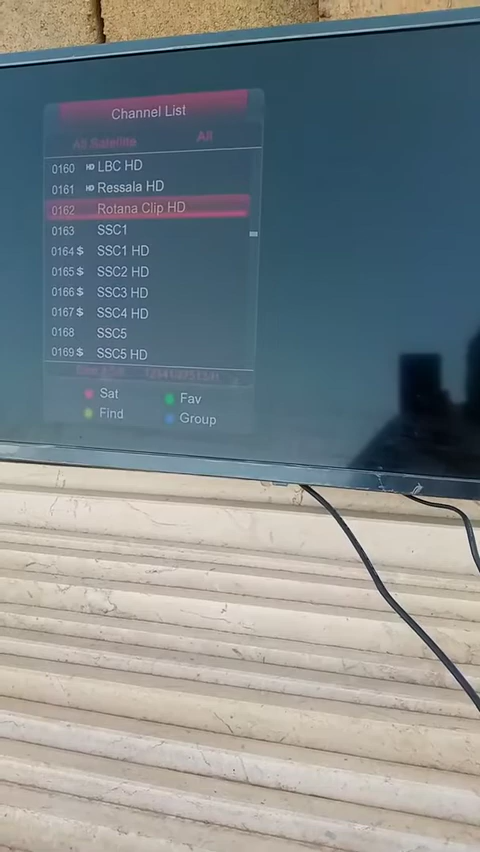 Channel List
All Satellite All
0160 HD LBC HD
0161 HD Ressala HD
0162 Rotana Clip HD
0163 SSC1
0164 $ SSC1 HD
0165 $ SSC2 HD
0166 $ SSC3 HD
0167 $ SSC4 HD
0168 SSC5
0169 $ SSC5 HD
Sat Fav
Find Group